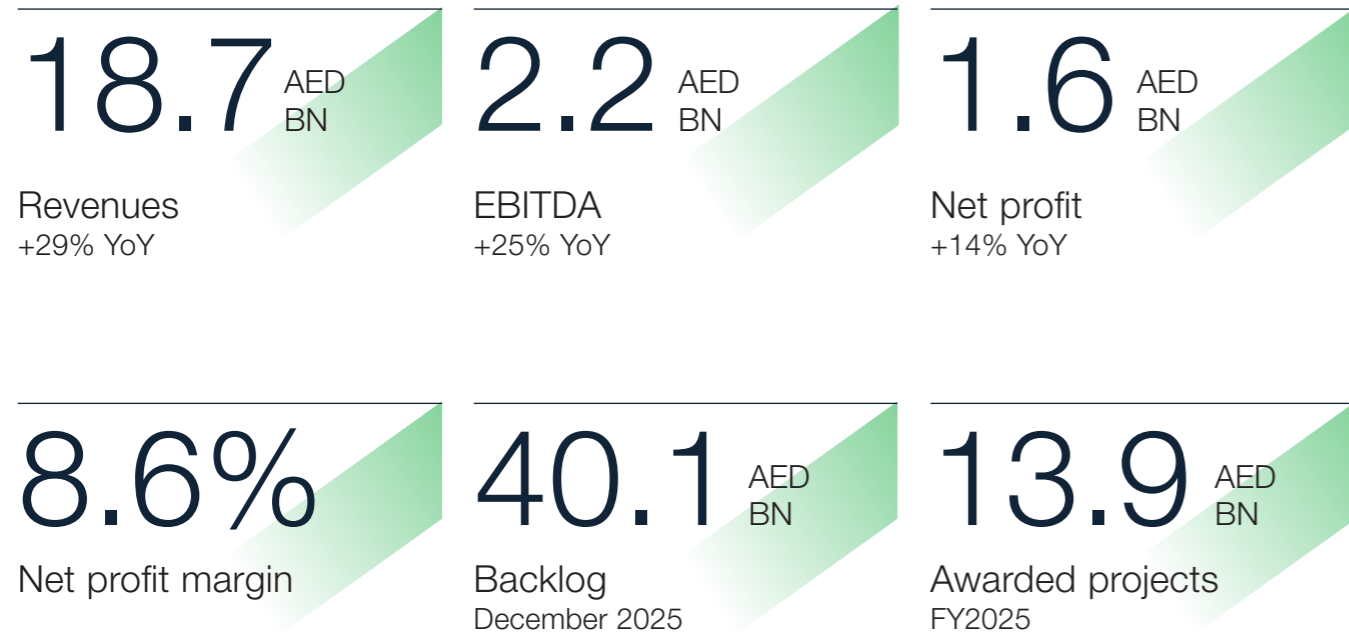 18.7 AED BN
Revenues
+29% YoY
2.2 AED BN
EBITDA
+25% YoY
1.6 AED BN
Net profit
+14% YoY
8.6%
Net profit margin
40.1 AED BN
Backlog
December 2025
13.9 AED BN
Awarded projects
FY2025